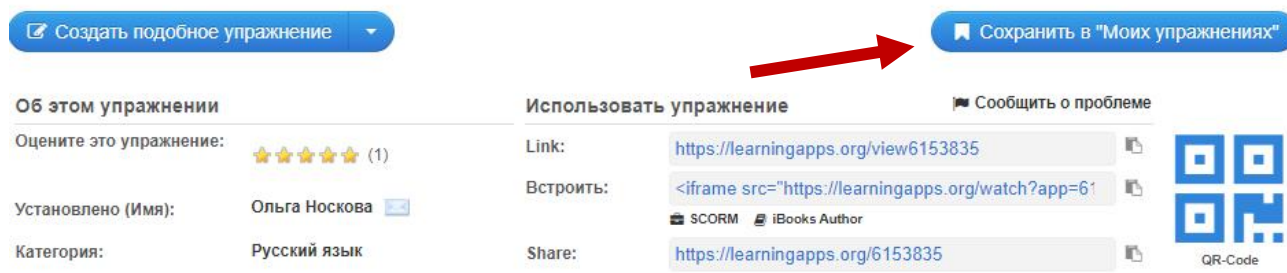 Создать подобное упражнение
Сохранить в "Моих упражнениях"
Об этом упражнении
Использовать упражнение
Сообщить о проблеме
Оцените это упражнение:
(1)
Link:
https://learningapps.org/view6153835
Встроить:
<iframe src="https://learningapps.org/watch?app=61
SCORM
iBooks Author
Установлено (Имя):
Ольга Носкова
Категория:
Русский язык
Share:
https://learningapps.org/6153835
QR-Code